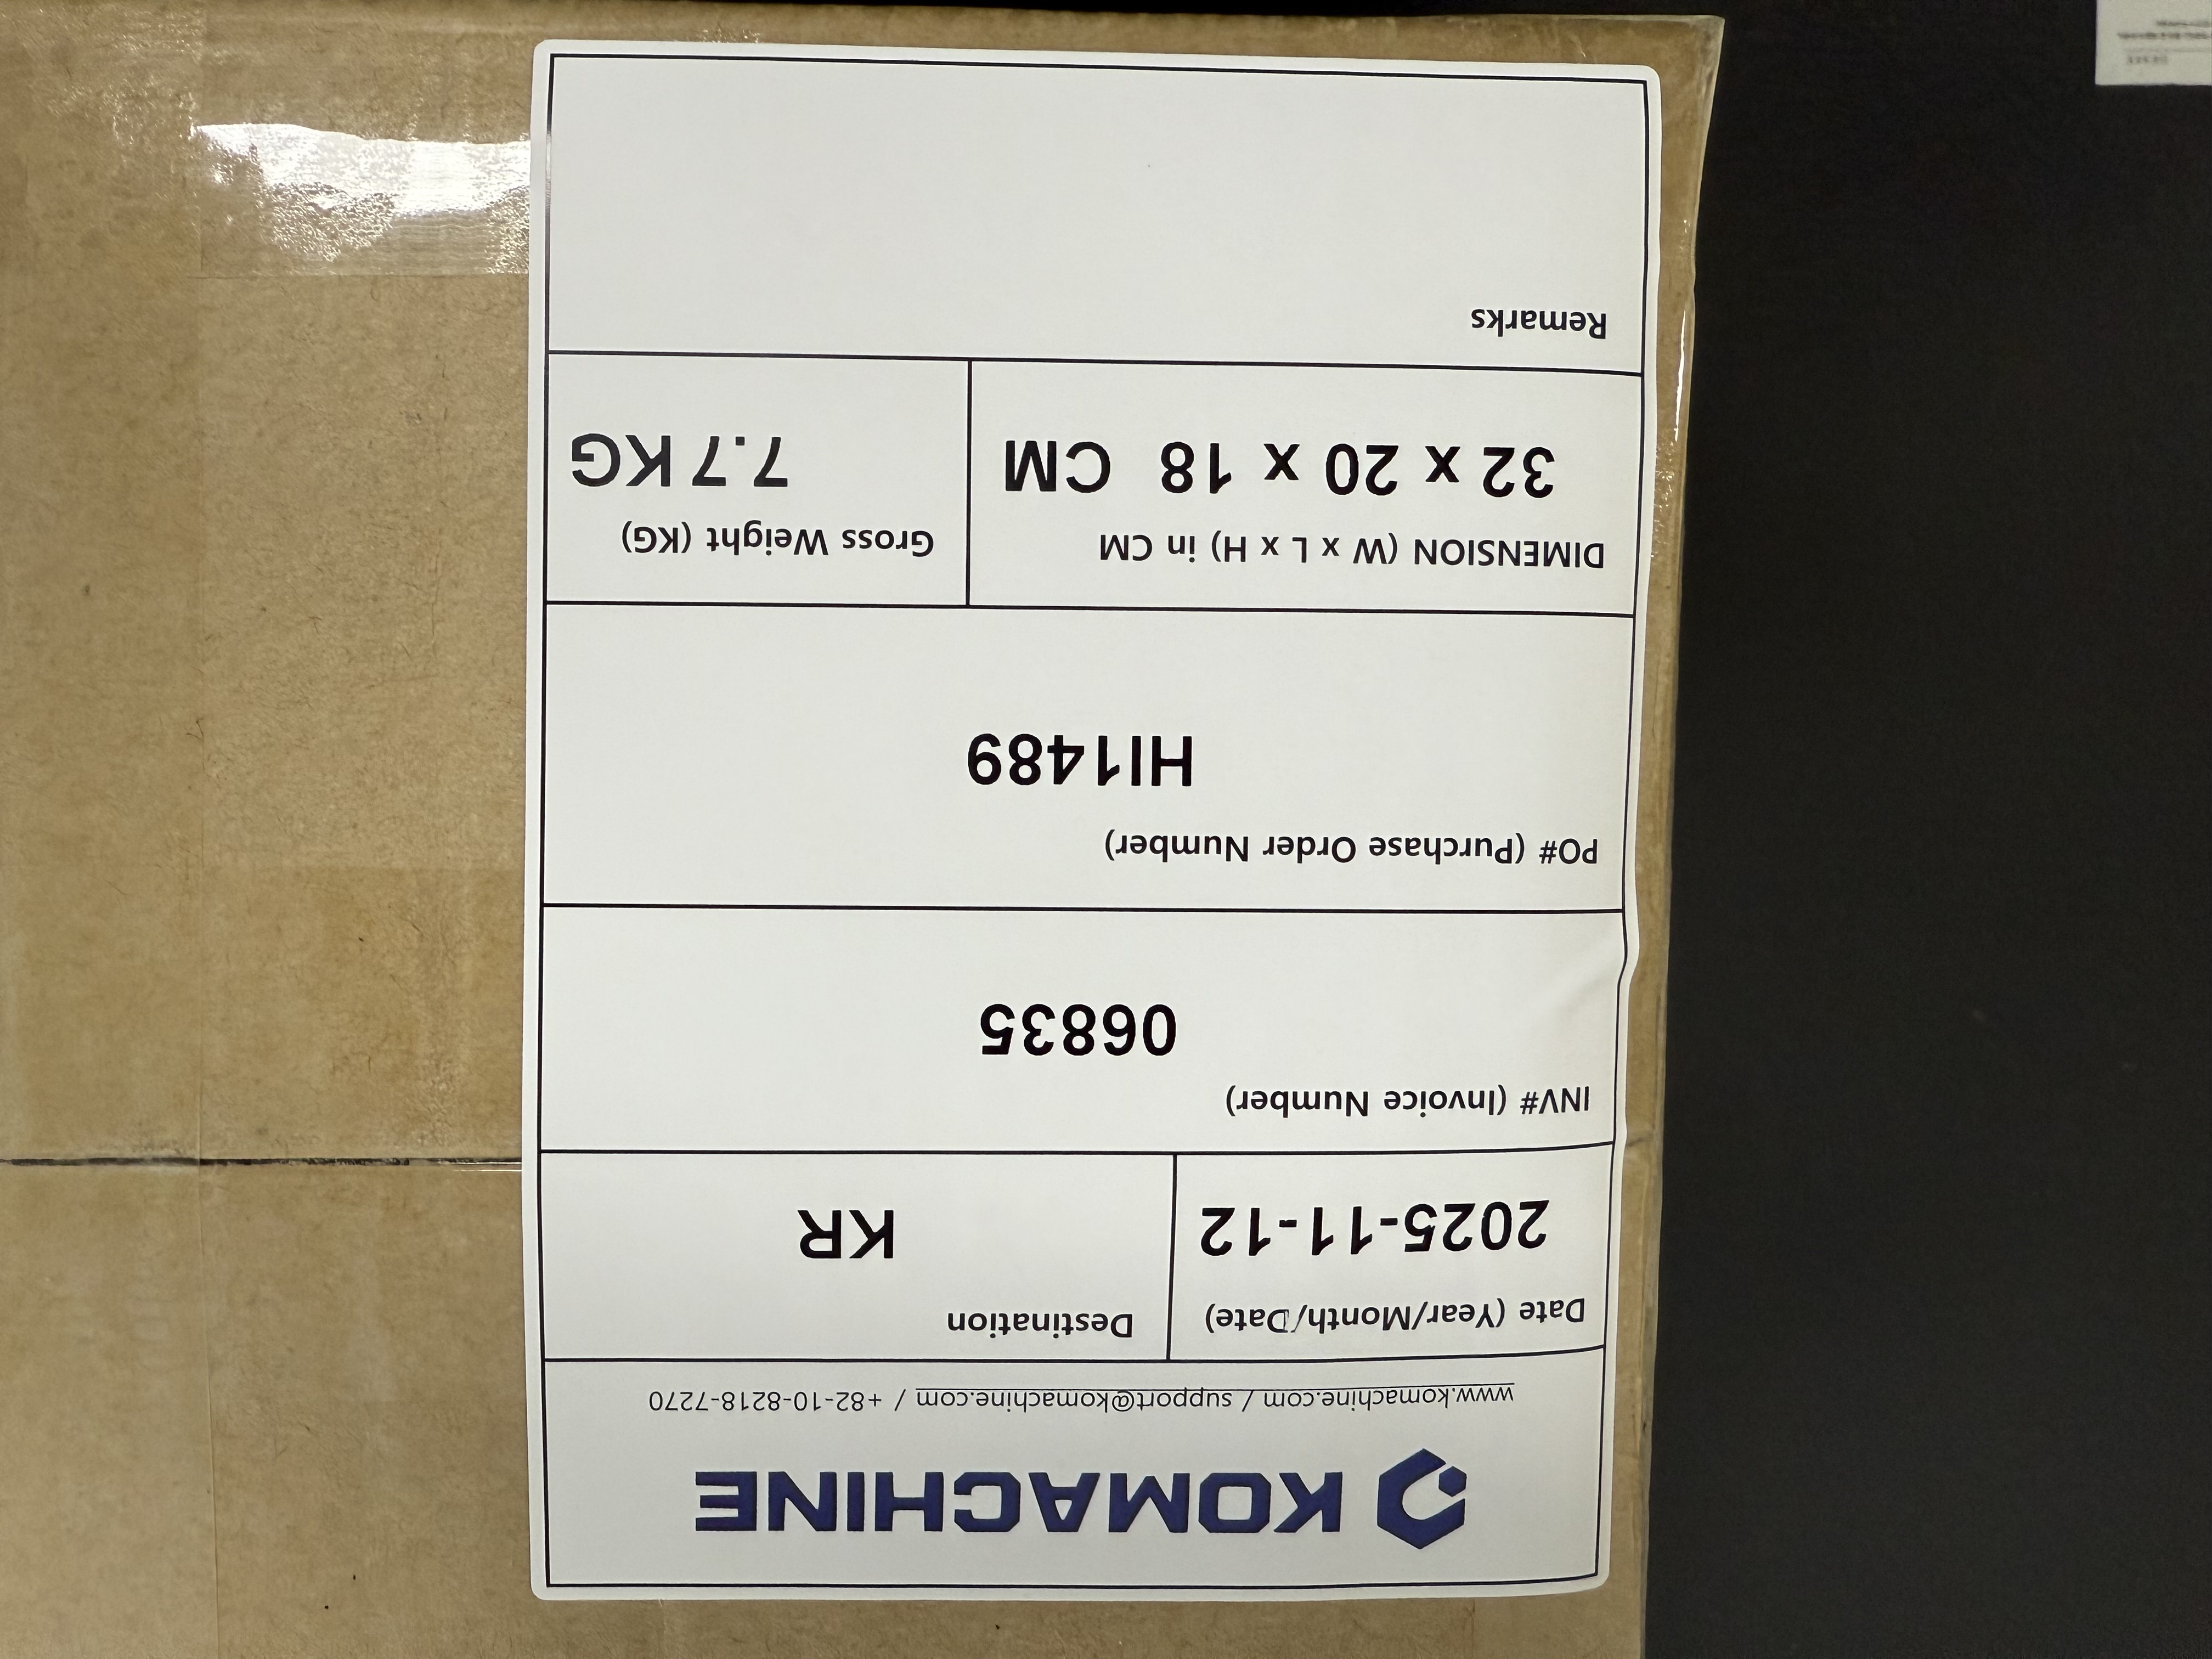 KOMACHINE
www.komachine.com / support@komachine.com / +82-10-8218-7270
Date (Year/Month/Date)
2025-11-12
Destination
KR
INV# (Invoice Number)
06835
PO# (Purchase Order Number)
HI1489
DIMENSION (W x L x H) in CM
32 x 20 x 18 CM
Gross Weight (KG)
7.7 KG
Remarks